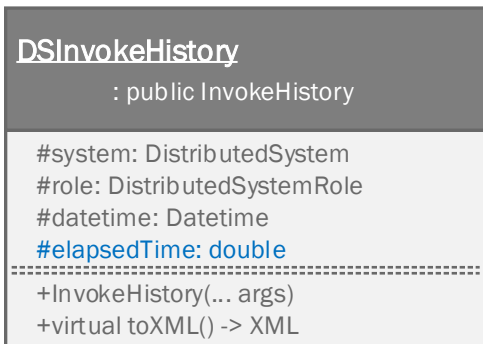 DSInvokeHistory
: public InvokeHistory
#system: DistributedSystem
#role: DistributedSystemRole
#datetime: Datetime
#elapsedTime: double
+InvokeHistory(... args)
+virtual toXML() -> XML